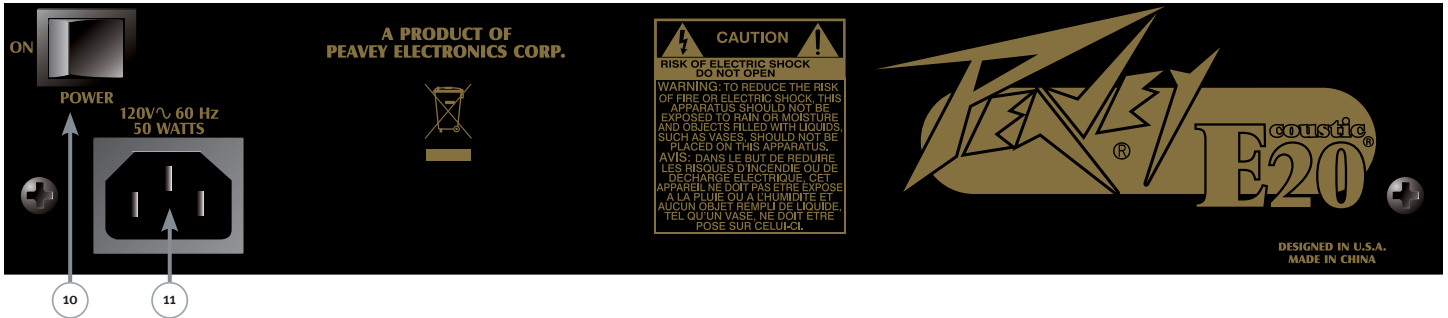 ON
POWER
120V∿ 60 Hz
50 WATTS
10
11
A PRODUCT OF
PEAVEY ELECTRONICS CORP.
CAUTION
RISK OF ELECTRIC SHOCK
DO NOT OPEN
WARNING: TO REDUCE THE RISK
OF FIRE OR ELECTRIC SHOCK, THIS
APPARATUS SHOULD NOT BE
EXPOSED TO RAIN OR MOISTURE
AND OBJECTS FILLED WITH LIQUIDS,
SUCH AS VASES, SHOULD NOT BE
PLACED ON THIS APPARATUS.
AVIS: DANS LE BUT DE REDUIRE
LES RISQUES D'INCENDIE OU DE
DECHARGE ELECTRIQUE, CET
APPAREIL NE DOIT PAS ETRE EXPOSE
A LA PLUIE OU A L'HUMIDITE ET
AUCUN OBJET REMPLI DE LIQUIDE,
TEL QU'UN VASE, NE DOIT ETRE
POSE SUR CELUI-CI.
PEAVEY®
Ecoustic®
E20
DESIGNED IN U.S.A.
MADE IN CHINA